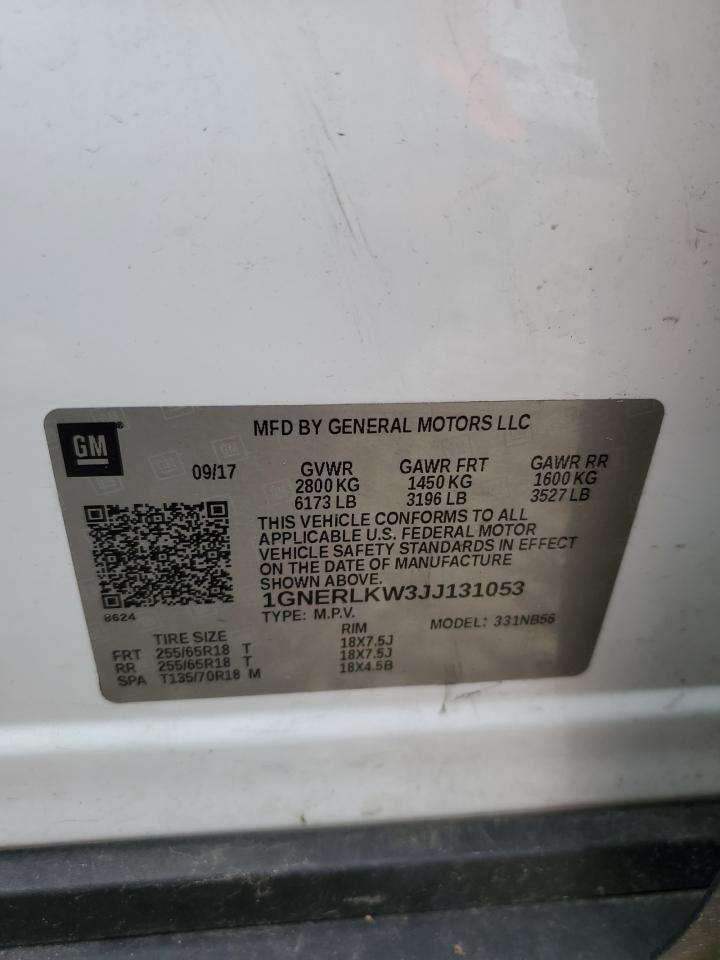 GM
MFD BY GENERAL MOTORS LLC
09/17 GVWR GAWR FRT GAWR RR
2800 KG 1450 KG 1600 KG
6173 LB 3196 LB 3527 LB
THIS VEHICLE CONFORMS TO ALL
APPLICABLE U.S. FEDERAL MOTOR
VEHICLE SAFETY STANDARDS IN EFFECT
ON THE DATE OF MANUFACTURE
SHOWN ABOVE.
1GNERLKW3JJ131053
8624
TYPE: M.P.V. MODEL: 331NB56
TIRE SIZE RIM
FRT 255/65R18 T 18X7.5J
RR 255/65R18 T 18X7.5J
SPA T135/70R18 M 18X4.5B